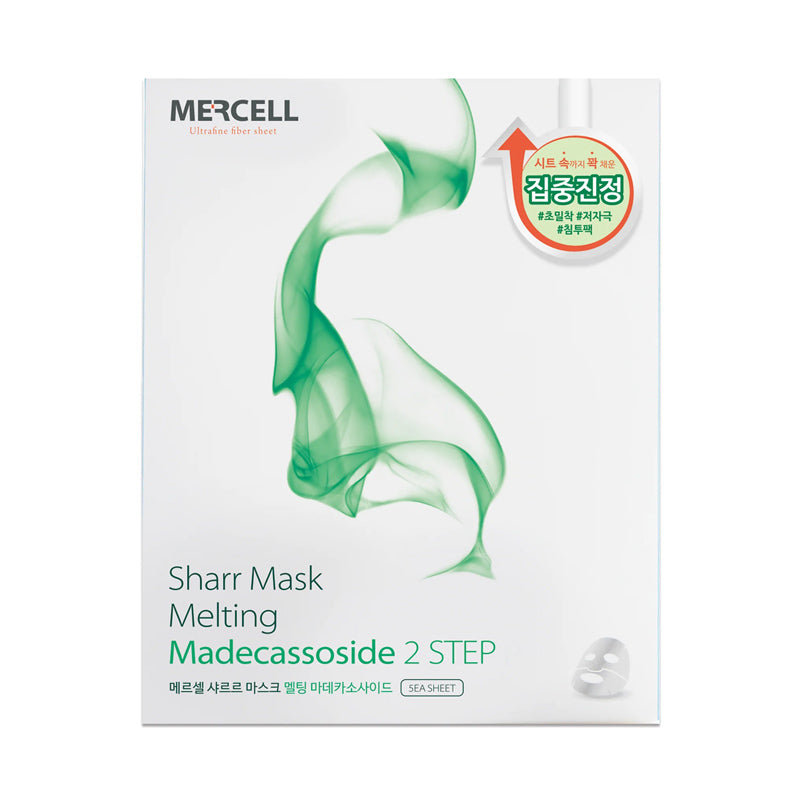 MERCELL
Ultrafine fiber sheet
시트 속까지 꽉 채운
집중진정
#초밀착 #저자극
#침투팩
Sharr Mask
Melting
Madecassoside 2 STEP
메르셀 샤르르 마스크 멜팅 마데카소사이드 5EA SHEET